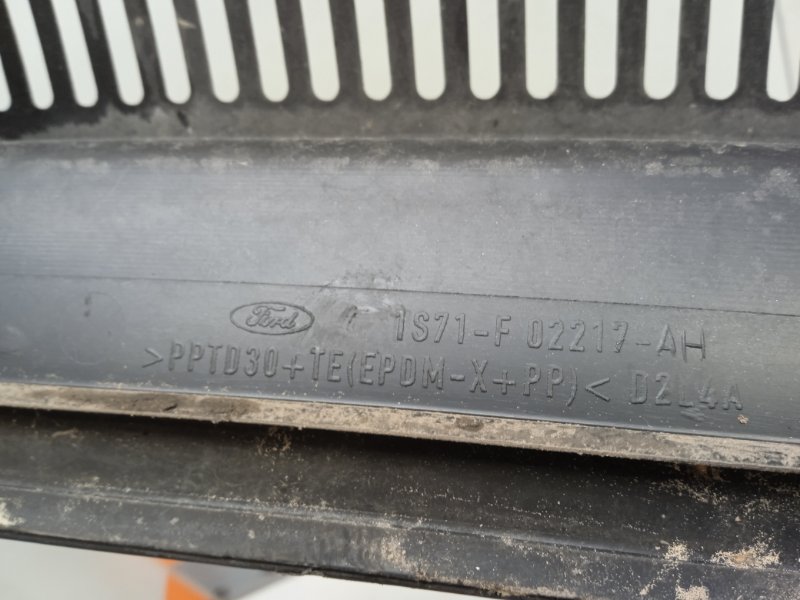 Ford 1S71-F 02217-AH
>PPTD30+TE(EPDM-X+PP)< D2L4A